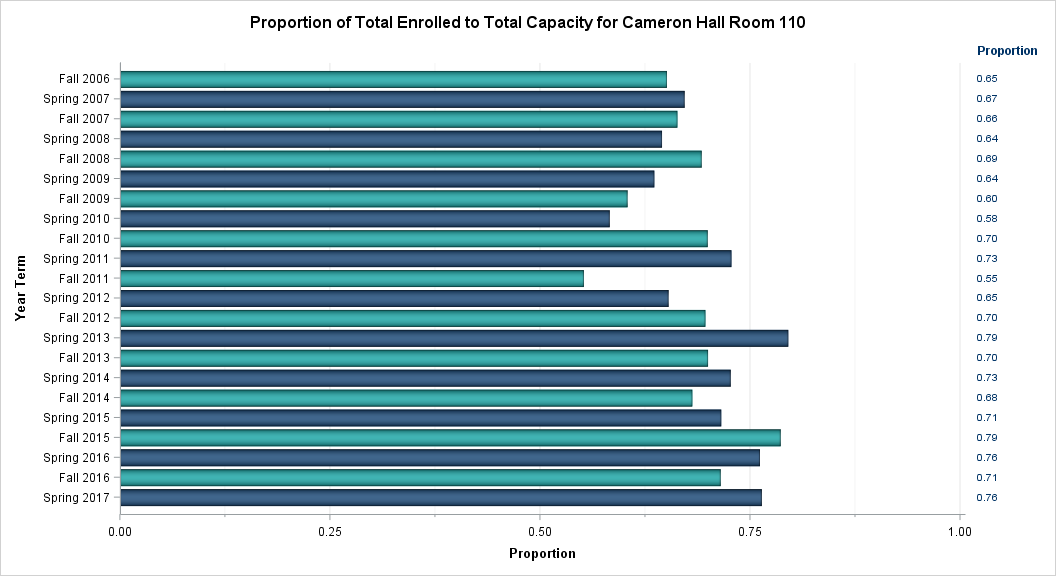 Proportion of Total Enrolled to Total Capacity for Cameron Hall Room 110
Proportion
Fall 2006 0.65
Spring 2007 0.67
Fall 2007 0.66
Spring 2008 0.64
Fall 2008 0.69
Spring 2009 0.64
Fall 2009 0.60
Spring 2010 0.58
Fall 2010 0.70
Spring 2011 0.73
Fall 2011 0.55
Spring 2012 0.65
Fall 2012 0.70
Spring 2013 0.79
Fall 2013 0.70
Spring 2014 0.73
Fall 2014 0.68
Spring 2015 0.71
Fall 2015 0.79
Spring 2016 0.76
Fall 2016 0.71
Spring 2017 0.76
Year Term
0.00 0.25 0.50 0.75 1.00
Proportion